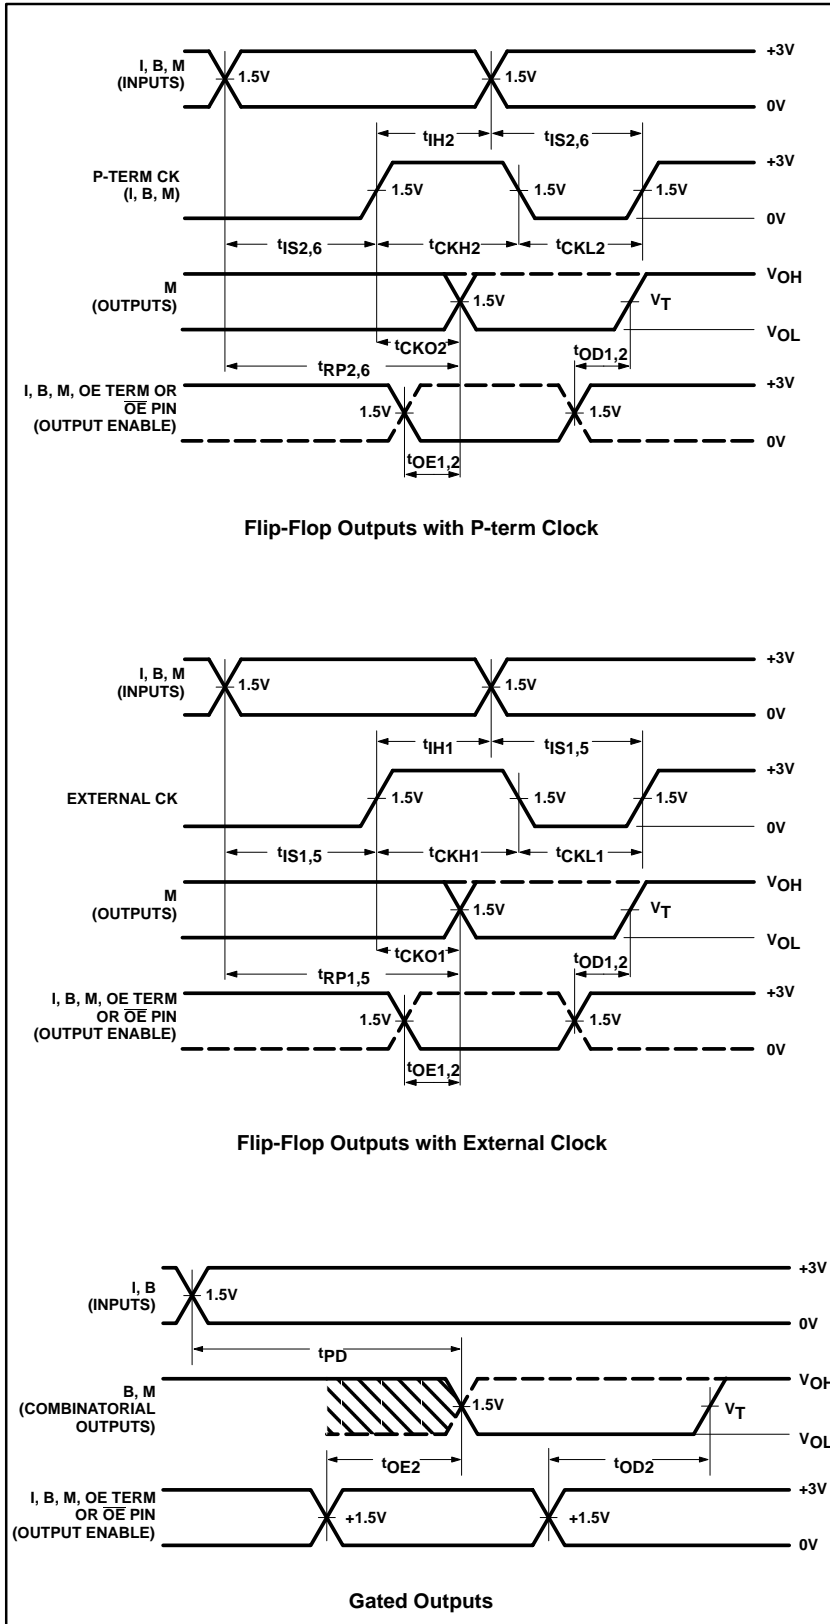 I, B, M
(INPUTS)
1.5V
1.5V
+3V
0V
tIH2
tIS2,6
P-TERM CK
(I, B, M)
1.5V
1.5V
1.5V
+3V
0V
tIS2,6
tCKH2
tCKL2
M
(OUTPUTS)
1.5V
VT
VOH
VOL
tCKO2
tRP2,6
tOD1,2
I, B, M, OE TERM OR
OE PIN
(OUTPUT ENABLE)
1.5V
1.5V
+3V
0V
tOE1,2
Flip-Flop Outputs with P-term Clock
I, B, M
(INPUTS)
1.5V
1.5V
+3V
0V
tIH1
tIS1,5
EXTERNAL CK
1.5V
1.5V
1.5V
+3V
0V
tIS1,5
tCKH1
tCKL1
M
(OUTPUTS)
1.5V
VT
VOH
VOL
tCKO1
tRP1,5
tOD1,2
I, B, M, OE TERM
OR OE PIN
(OUTPUT ENABLE)
1.5V
1.5V
+3V
0V
tOE1,2
Flip-Flop Outputs with External Clock
I, B
(INPUTS)
1.5V
+3V
0V
tPD
B, M
(COMBINATORIAL
OUTPUTS)
1.5V
VT
VOH
VOL
tOE2
tOD2
I, B, M, OE TERM
OR OE PIN
(OUTPUT ENABLE)
+1.5V
+1.5V
+3V
0V
Gated Outputs